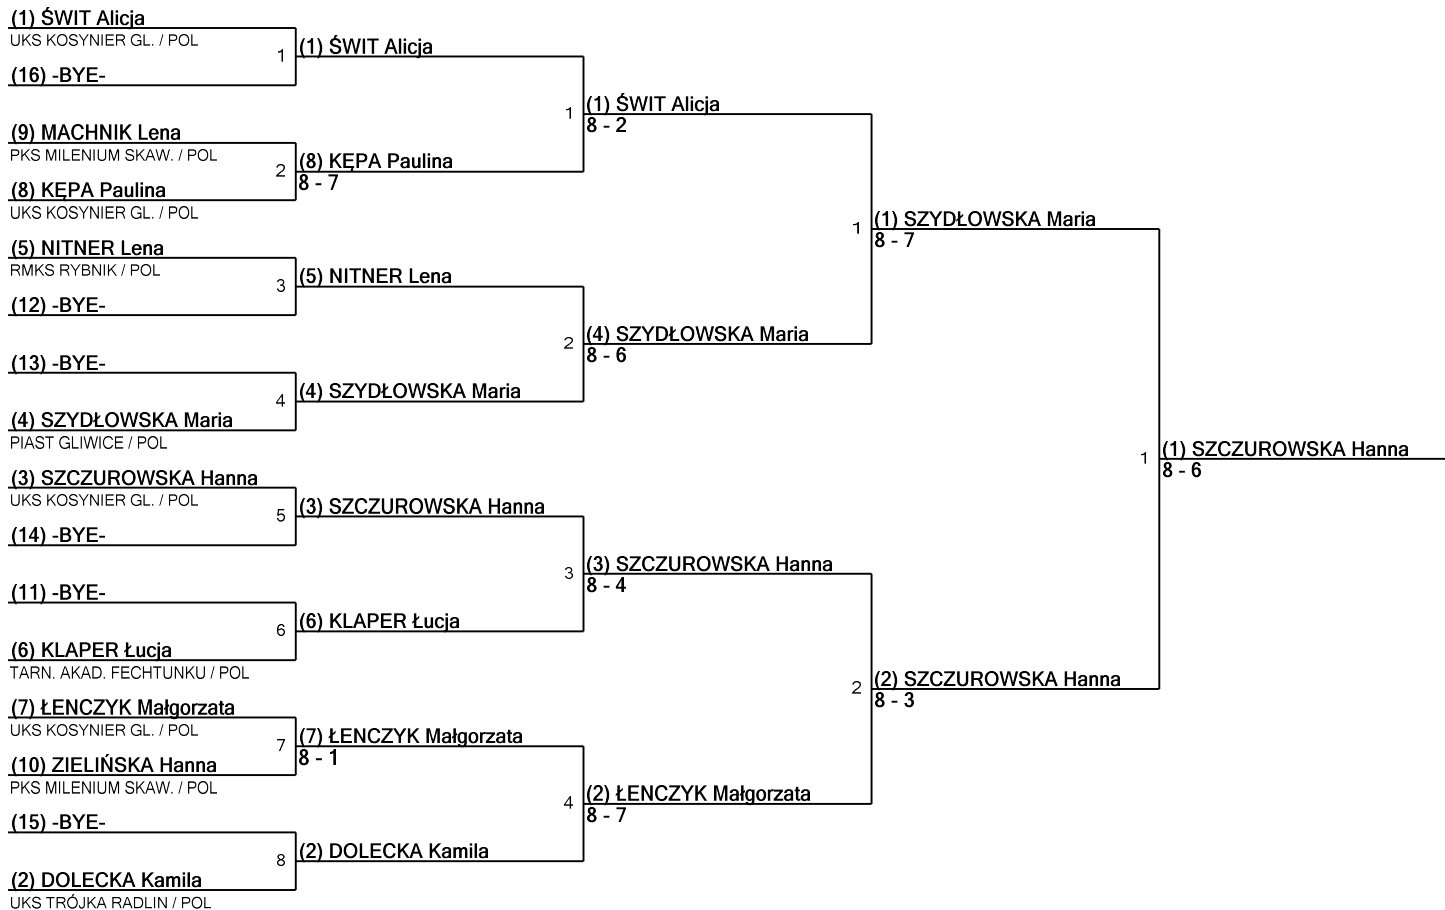 (1) ŚWIT Alicja
UKS KOSYNIER GL. / POL
1
(16) -BYE-
(9) MACHNIK Lena
PKS MILENIUM SKAW. / POL
2
(8) KĘPA Paulina
UKS KOSYNIER GL. / POL
(5) NITNER Lena
RMKS RYBNIK / POL
3
(12) -BYE-
(13) -BYE-
4
(4) SZYDŁOWSKA Maria
PIAST GLIWICE / POL
(3) SZCZUROWSKA Hanna
UKS KOSYNIER GL. / POL
5
(14) -BYE-
(11) -BYE-
6
(6) KLAPER Łucja
TARN. AKAD. FECHTUNKU / POL
(7) ŁENCZYK Małgorzata
UKS KOSYNIER GL. / POL
7
(10) ZIELIŃSKA Hanna
PKS MILENIUM SKAW. / POL
(15) -BYE-
8
(2) DOLECKA Kamila
UKS TRÓJKA RADLIN / POL
(1) ŚWIT Alicja
1
(8) KĘPA Paulina
8 - 7
(5) NITNER Lena
2
(4) SZYDŁOWSKA Maria
(3) SZCZUROWSKA Hanna
3
(6) KLAPER Łucja
(7) ŁENCZYK Małgorzata
8 - 1
4
(2) DOLECKA Kamila
(1) ŚWIT Alicja
8 - 2
1
(4) SZYDŁOWSKA Maria
8 - 6
(3) SZCZUROWSKA Hanna
8 - 4
2
(2) ŁENCZYK Małgorzata
8 - 7
(1) SZYDŁOWSKA Maria
8 - 7
1
(2) SZCZUROWSKA Hanna
8 - 3
(1) SZCZUROWSKA Hanna
8 - 6